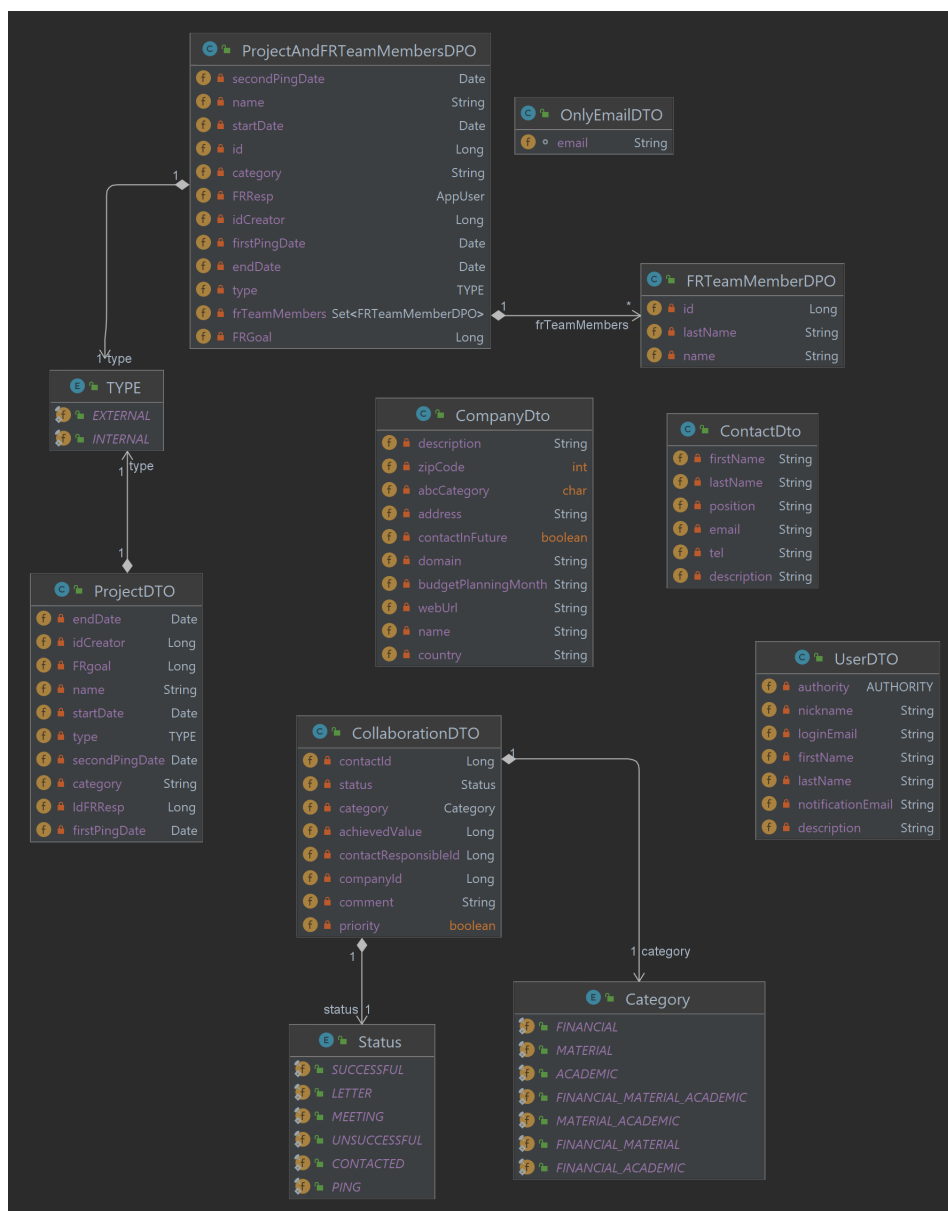 ProjectAndFRTeamMembersDPO
secondPingDate Date
name String
startDate Date
id Long
category String
FRResp AppUser
idCreator Long
firstPingDate Date
endDate Date
type TYPE
frTeamMembers Set<FRTeamMemberDPO>
FRGoal Long
OnlyEmailDTO
email String
1
1 type
1
*
frTeamMembers
FRTeamMemberDPO
id Long
lastName String
name String
TYPE
EXTERNAL
INTERNAL
1 type
1
CompanyDto
description String
zipCode int
abcCategory char
address String
contactInFuture boolean
domain String
budgetPlanningMonth String
webUrl String
name String
country String
ContactDto
firstName String
lastName String
position String
email String
tel String
description String
ProjectDTO
endDate Date
idCreator Long
FRgoal Long
name String
startDate Date
type TYPE
secondPingDate Date
category String
IdFRResp Long
firstPingDate Date
UserDTO
authority AUTHORITY
nickname String
loginEmail String
firstName String
lastName String
notificationEmail String
description String
CollaborationDTO
contactId Long
status Status
category Category
achievedValue Long
contactResponsibleId Long
companyId Long
comment String
priority boolean
1
1 category
1
status 1
Status
SUCCESSFUL
LETTER
MEETING
UNSUCCESSFUL
CONTACTED
PING
Category
FINANCIAL
MATERIAL
ACADEMIC
FINANCIAL_MATERIAL_ACADEMIC
MATERIAL_ACADEMIC
FINANCIAL_MATERIAL
FINANCIAL_ACADEMIC